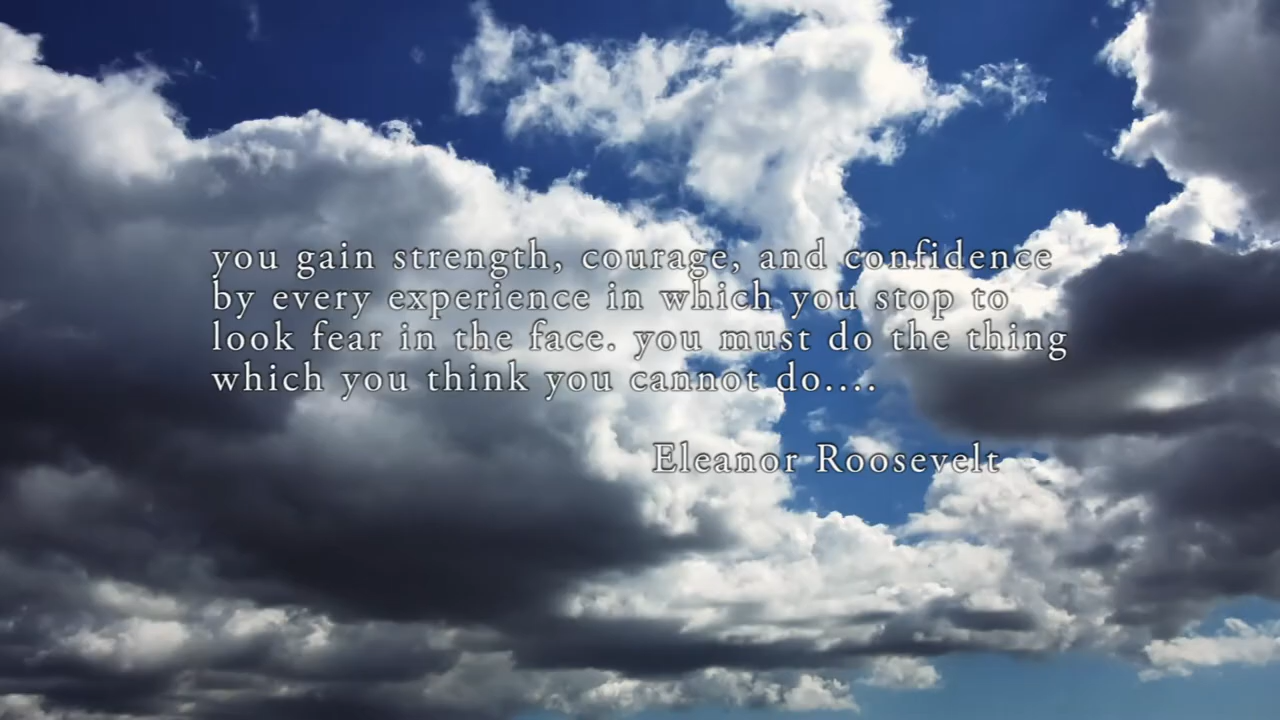 you gain strength, courage, and confidence
by every experience in which you stop to
look fear in the face. you must do the thing
which you think you cannot do....
Eleanor Roosevelt